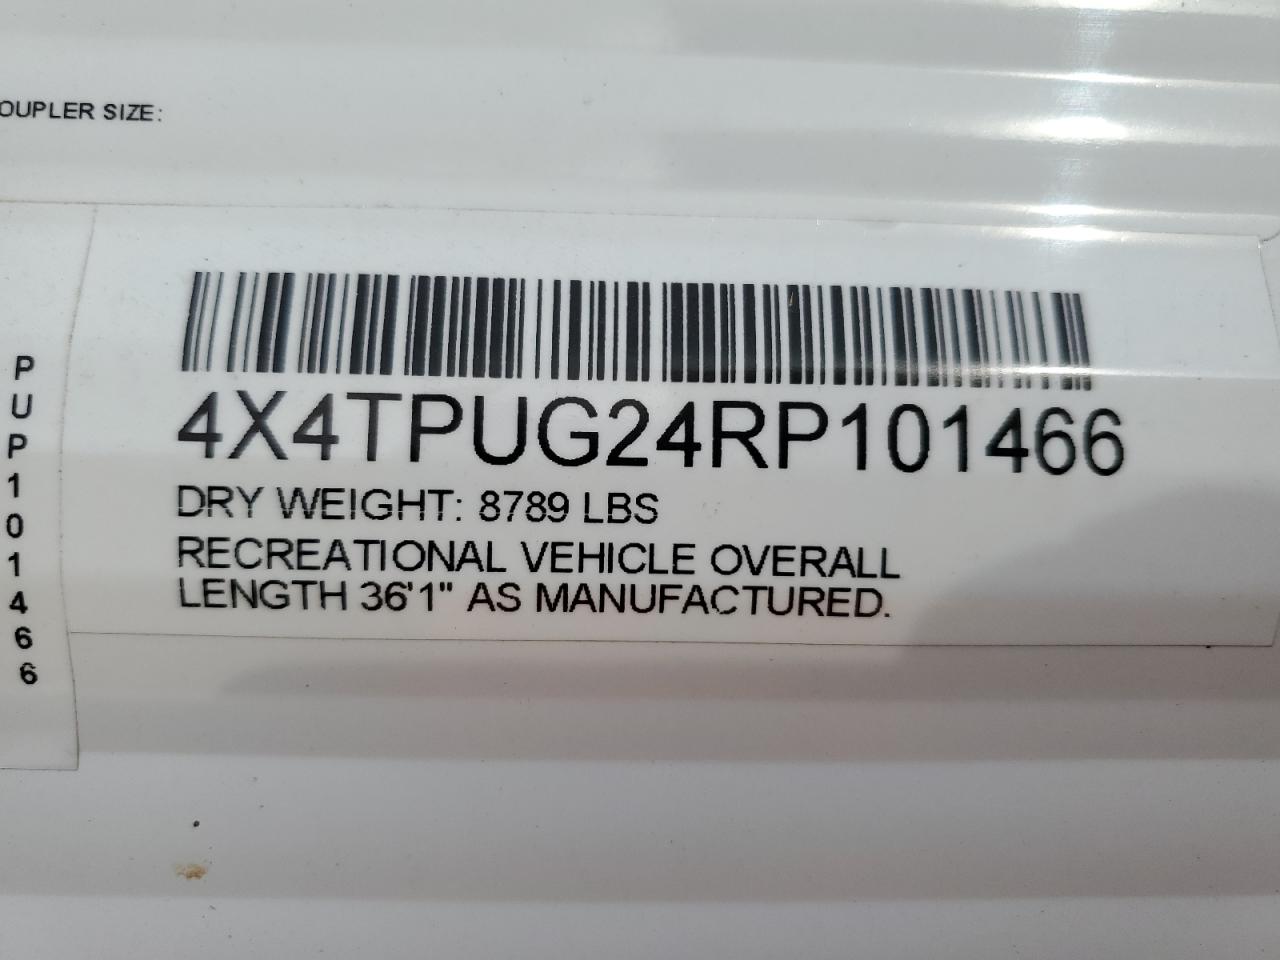 OUPLER SIZE:
4X4TPUG24RP101466
DRY WEIGHT: 8789 LBS
RECREATIONAL VEHICLE OVERALL
LENGTH 36'1" AS MANUFACTURED.
PUP101466